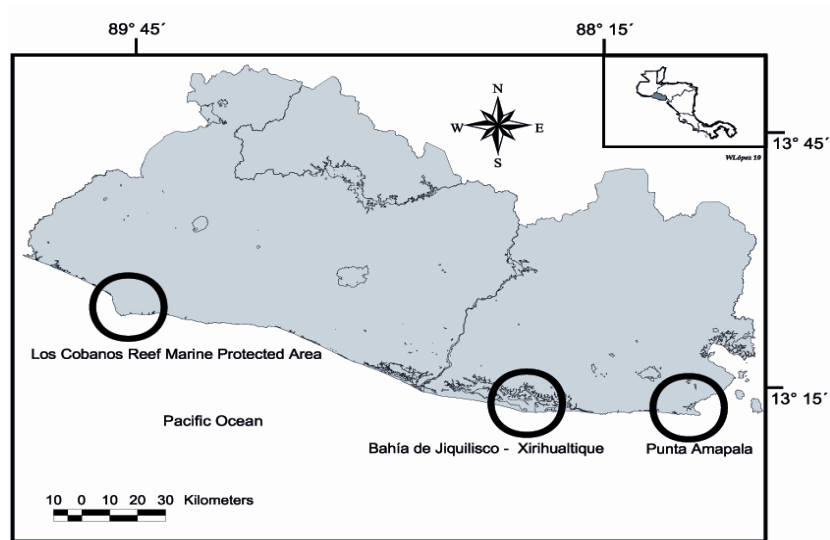 89° 45´ 88° 15´
N
W E
S
13° 45´
WLópez 10
Los Cobanos Reef Marine Protected Area
13° 15´
Pacific Ocean
Bahía de Jiquilisco - Xirihualtique Punta Amapala
10 0 10 20 30 Kilometers